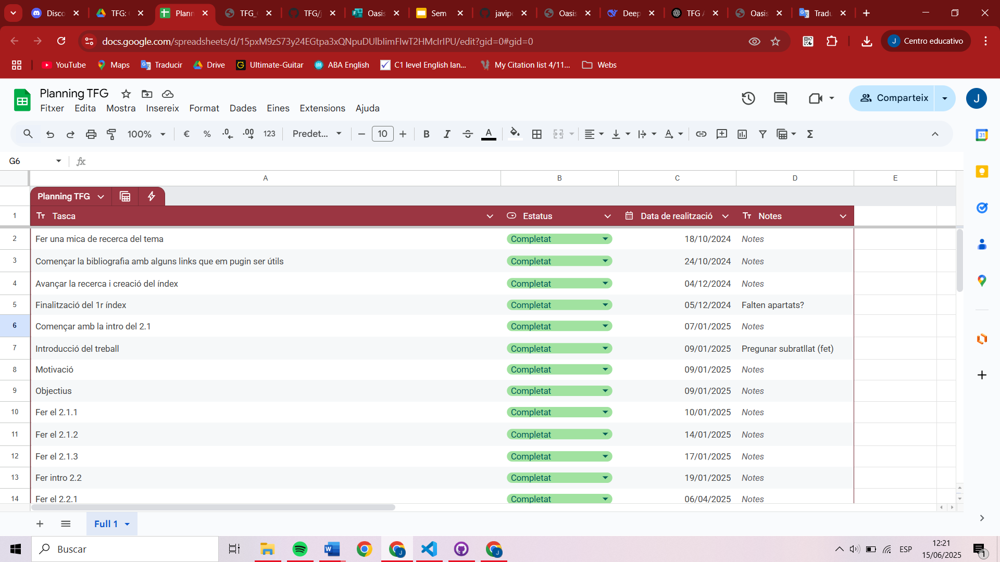 Disco
TFG:
Plann
TFG_
TFG/j
Oasis
Sem
javip
Oasis
Deep
TFG /
Oasis
Tradu
docs.google.com/spreadsheets/d/15pxM9zS73y24EGtpa3xQNpuDUlbIimFIwT2HMcIrIPU/edit?gid=0#gid=0
J Centro educativo
YouTube Maps Traducir Drive Ultimate-Guitar ABA English C1 level English lan... My Citation list 4/11... Webs
Planning TFG
Comparteix
J
Fitxer Edita Mostra Insereix Format Dades Eines Extensions Ajuda
100% € % .0 .00 123 Predet... 10 B I S A
G6 fx
A B C D E
Planning TFG
1 Tasca Estatus Data de realització Notes
2 Fer una mica de recerca del tema Completat 18/10/2024 Notes
3 Començar la bibliografia amb alguns links que em pugin ser útils Completat 24/10/2024 Notes
4 Avançar la recerca i creació del índex Completat 04/12/2024 Notes
5 Finalització del 1r índex Completat 05/12/2024 Falten apartats?
6 Començar amb la intro del 2.1 Completat 07/01/2025 Notes
7 Introducció del treball Completat 09/01/2025 Pregunar subratllat (fet)
8 Motivació Completat 09/01/2025 Notes
9 Objectius Completat 09/01/2025 Notes
10 Fer el 2.1.1 Completat 10/01/2025 Notes
11 Fer el 2.1.2 Completat 14/01/2025 Notes
12 Fer el 2.1.3 Completat 17/01/2025 Notes
13 Fer intro 2.2 Completat 19/01/2025 Notes
14 Fer el 2.2.1 Completat 06/04/2025 Notes
Full 1
Buscar
ESP
12:21
15/06/2025
1